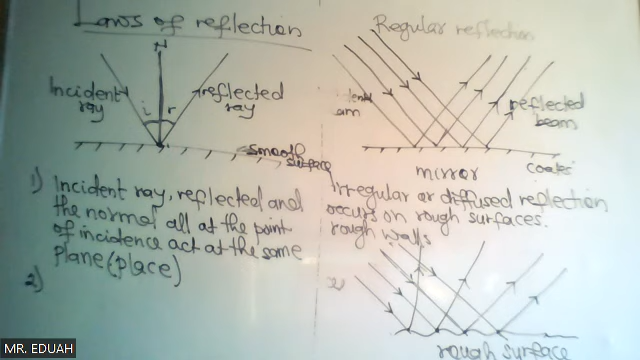 Laws of reflection
N
Incident
ray
i
r
reflected
ray
smooth
surface
1) Incident ray, reflected and
the normal all at the point
of incidence act at the same
plane (place)
2)
Regular reflection
reflected
beam
mirror
Irregular or diffused reflection
occurs on rough surfaces.
rough walls
rough surface
MR. EDUAH